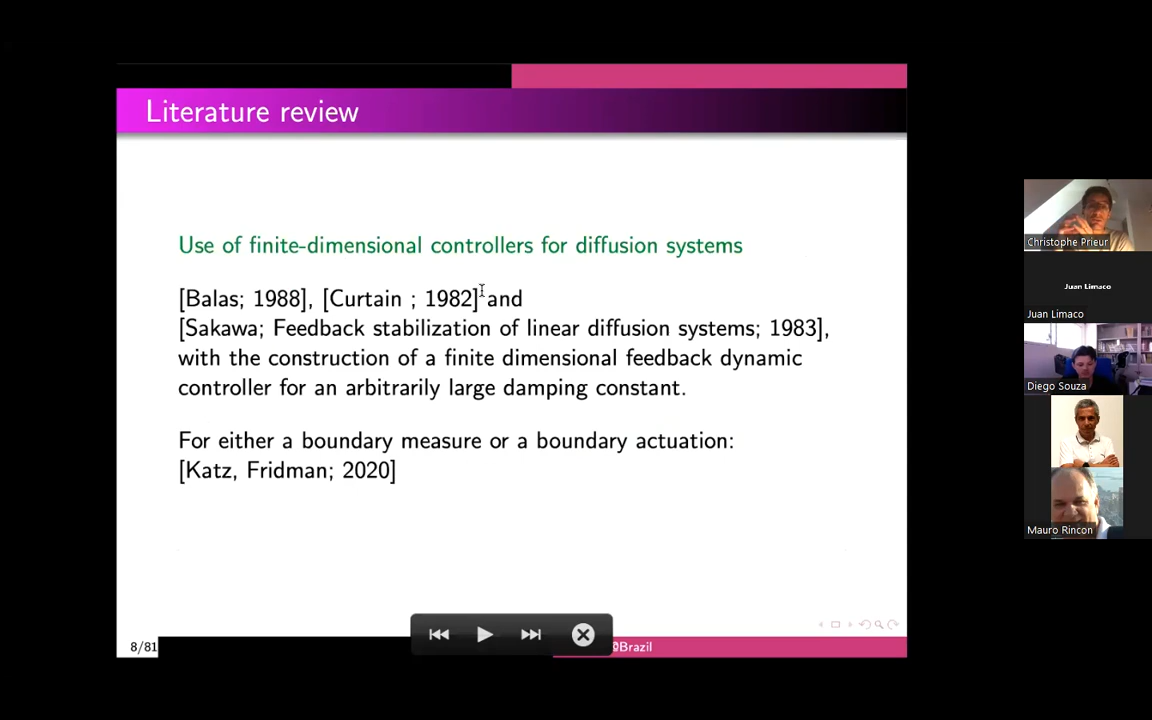 Literature review
Use of finite-dimensional controllers for diffusion systems
[Balas; 1988], [Curtain ; 1982] and
[Sakawa; Feedback stabilization of linear diffusion systems; 1983],
with the construction of a finite dimensional feedback dynamic
controller for an arbitrarily large damping constant.
For either a boundary measure or a boundary actuation:
[Katz, Fridman; 2020]
8/81
@Brazil
Christophe Prieur
Juan Limaco
Juan Limaco
Diego Souza
Mauro Rincon